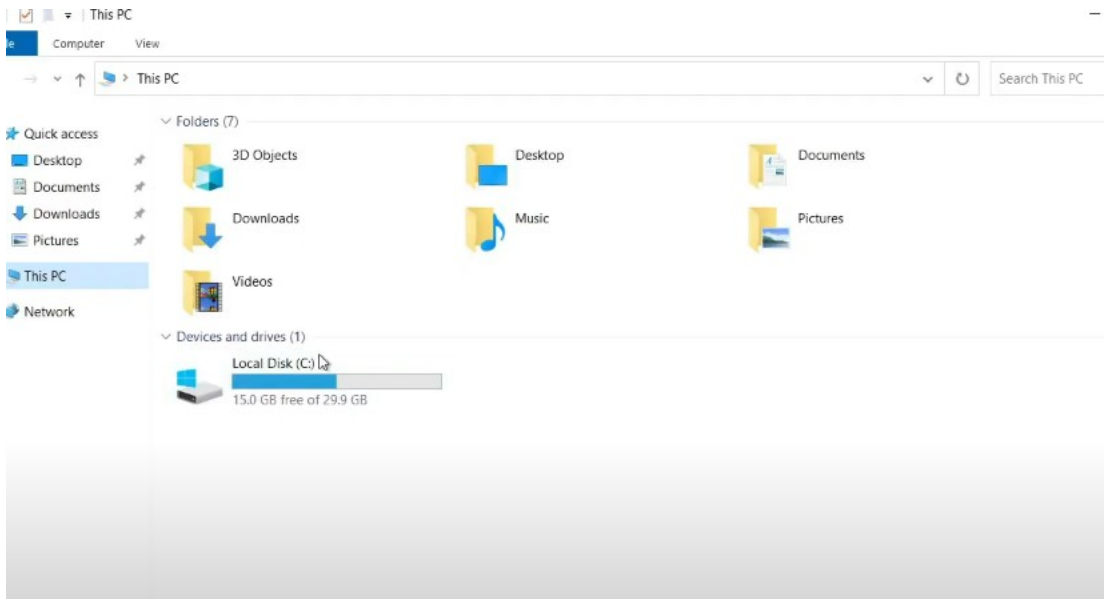 This PC
Computer View
This PC
Search This PC
Quick access
Desktop
Documents
Downloads
Pictures
This PC
Network
Folders (7)
3D Objects
Desktop
Documents
Downloads
Music
Pictures
Videos
Devices and drives (1)
Local Disk (C:)
15.0 GB free of 29.9 GB